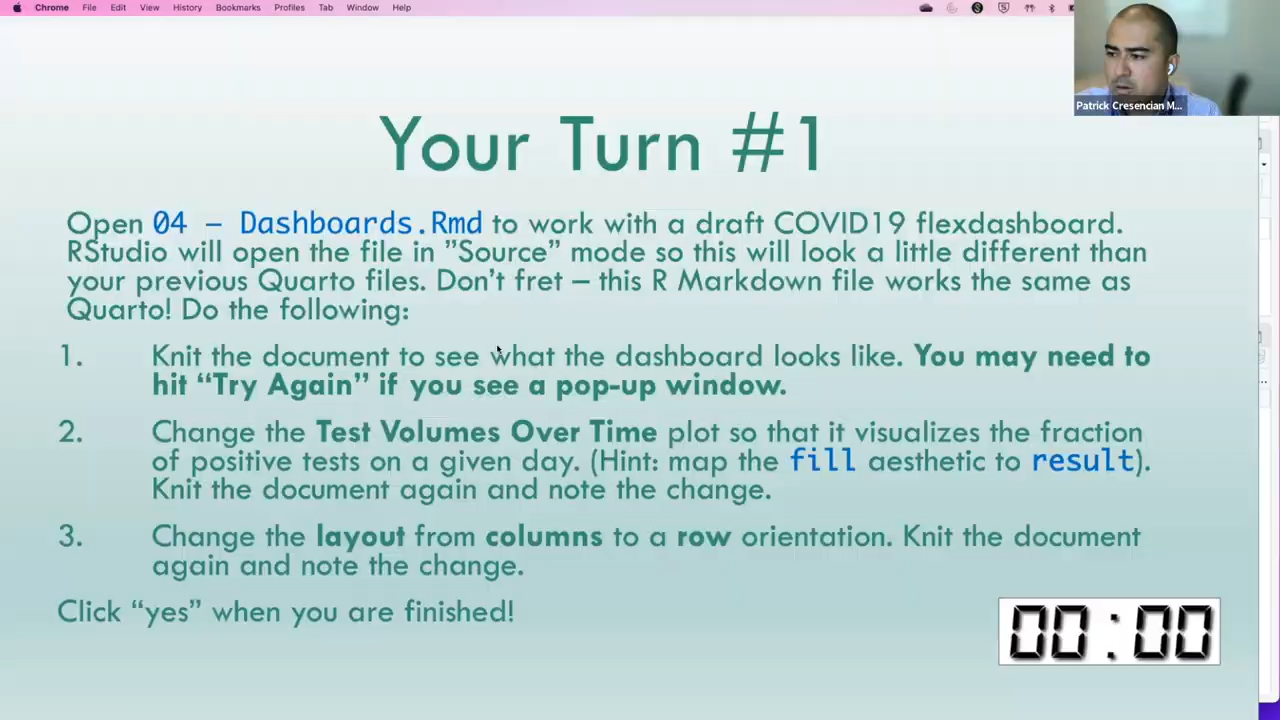 Chrome File Edit View History Bookmarks Profiles Tab Window Help
Patrick Cresencian M...
Your Turn #1
Open 04 – Dashboards.Rmd to work with a draft COVID19 flexdashboard.
RStudio will open the file in ”Source” mode so this will look a little different than
your previous Quarto files. Don’t fret – this R Markdown file works the same as
Quarto! Do the following:
1. Knit the document to see what the dashboard looks like. You may need to
hit “Try Again” if you see a pop-up window.
2. Change the Test Volumes Over Time plot so that it visualizes the fraction
of positive tests on a given day. (Hint: map the fill aesthetic to result).
Knit the document again and note the change.
3. Change the layout from columns to a row orientation. Knit the document
again and note the change.
Click “yes” when you are finished!
00:00